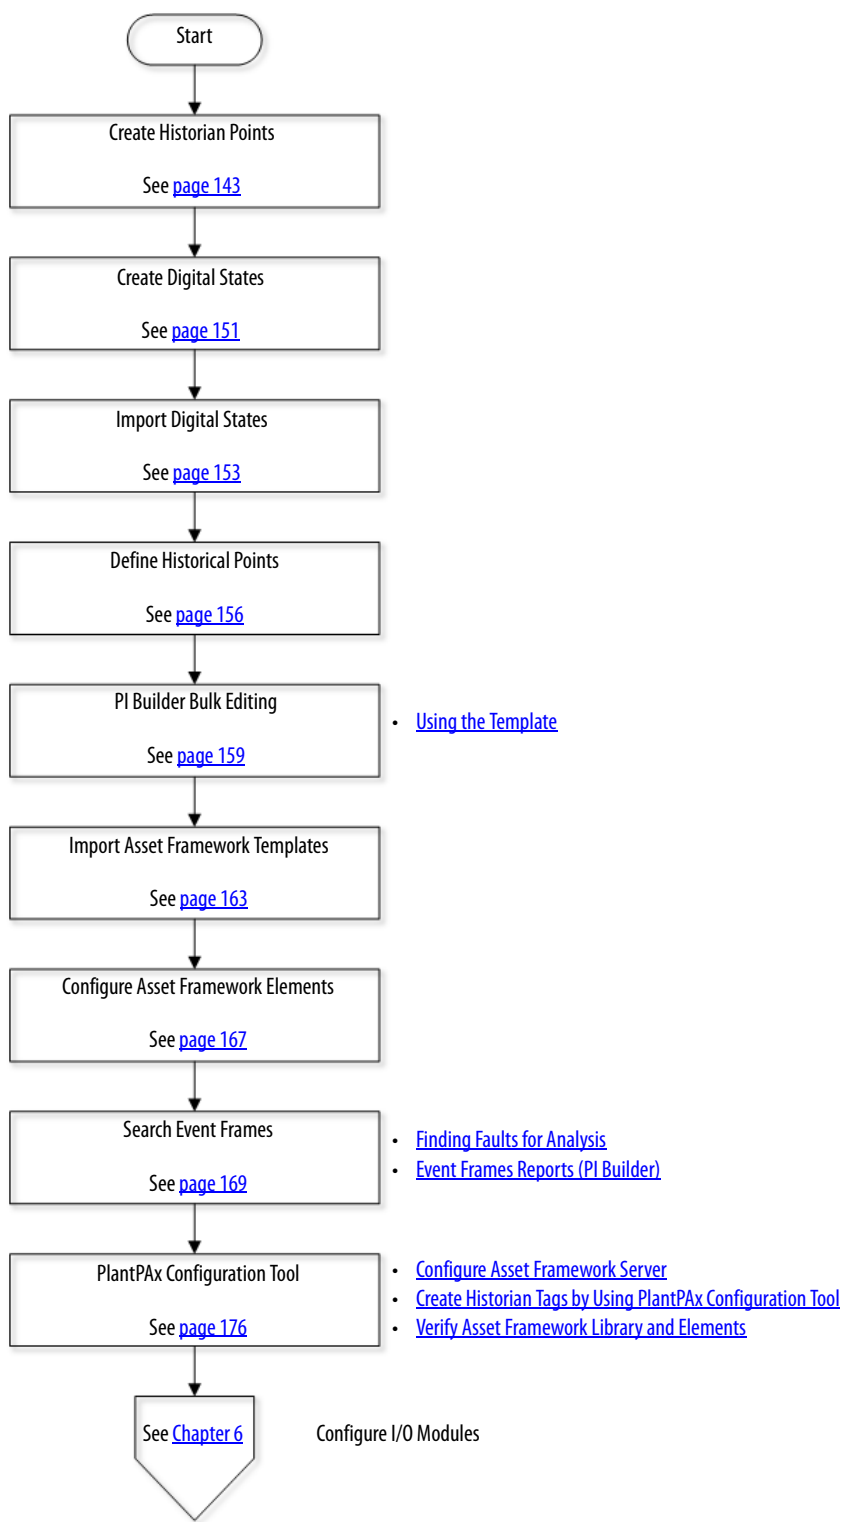 Start
Create Historian Points
See page 143
Create Digital States
See page 151
Import Digital States
See page 153
Define Historical Points
See page 156
PI Builder Bulk Editing
See page 159
• Using the Template
Import Asset Framework Templates
See page 163
Configure Asset Framework Elements
See page 167
Search Event Frames
See page 169
• Finding Faults for Analysis
• Event Frames Reports (PI Builder)
PlantPAx Configuration Tool
See page 176
• Configure Asset Framework Server
• Create Historian Tags by Using PlantPAx Configuration Tool
• Verify Asset Framework Library and Elements
See Chapter 6
Configure I/O Modules